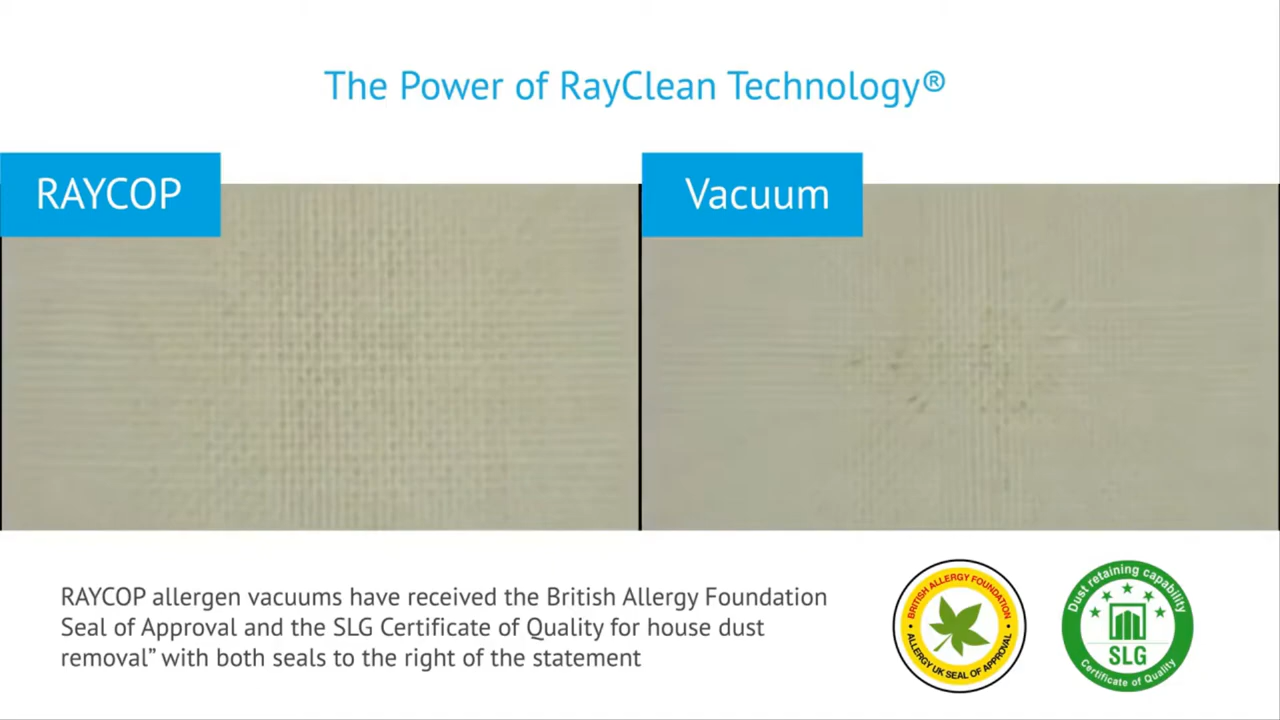 The Power of RayClean Technology®
RAYCOP
Vacuum
RAYCOP allergen vacuums have received the British Allergy Foundation
Seal of Approval and the SLG Certificate of Quality for house dust
removal” with both seals to the right of the statement
BRITISH ALLERGY FOUNDATION
ALLERGY UK SEAL OF APPROVAL
Dust retaining capability
SLG
Certificate of Quality